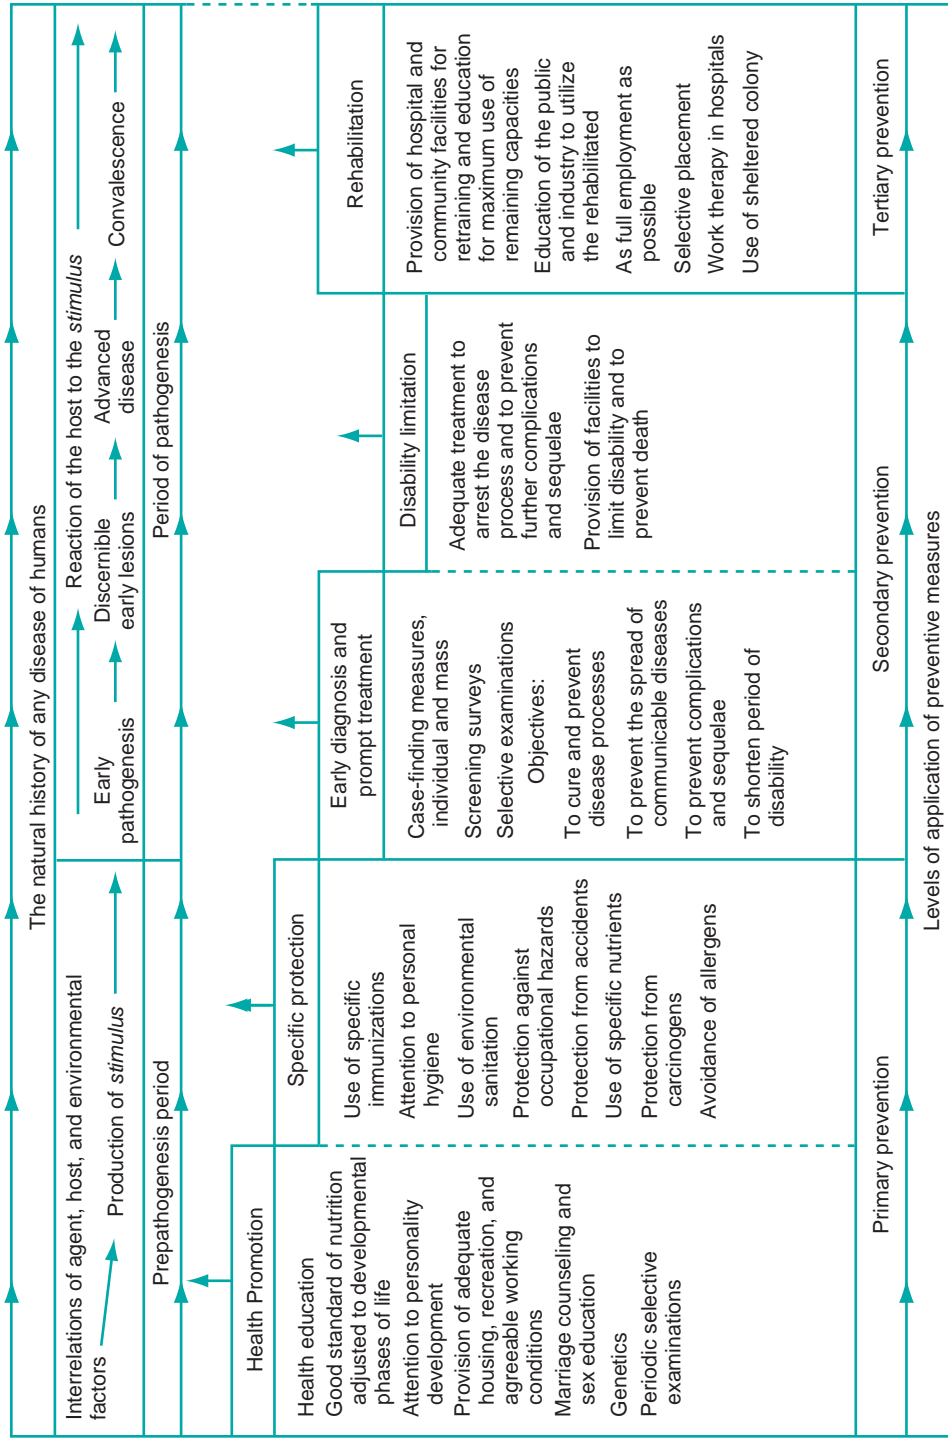 The natural history of any disease of humans
Interrelations of agent, host, and environmental
factors
Production of stimulus
Reaction of the host to the stimulus
Early
pathogenesis
Discernible
early lesions
Advanced
disease
Convalescence
Prepathogenesis period
Period of pathogenesis
Health Promotion
Health education
Good standard of nutrition
adjusted to developmental
phases of life
Attention to personality
development
Provision of adequate
housing, recreation, and
agreeable working
conditions
Marriage counseling and
sex education
Genetics
Periodic selective
examinations
Specific protection
Use of specific
immunizations
Attention to personal
hygiene
Use of environmental
sanitation
Protection against
occupational hazards
Protection from accidents
Use of specific nutrients
Protection from
carcinogens
Avoidance of allergens
Early diagnosis and
prompt treatment
Case-finding measures,
individual and mass
Screening surveys
Selective examinations
Objectives:
To cure and prevent
disease processes
To prevent the spread of
communicable diseases
To prevent complications
and sequelae
To shorten period of
disability
Disability limitation
Adequate treatment to
arrest the disease
process and to prevent
further complications
and sequelae
Provision of facilities to
limit disability and to
prevent death
Rehabilitation
Provision of hospital and
community facilities for
retraining and education
for maximum use of
remaining capacities
Education of the public
and industry to utilize
the rehabilitated
As full employment as
possible
Selective placement
Work therapy in hospitals
Use of sheltered colony
Primary prevention
Secondary prevention
Tertiary prevention
Levels of application of preventive measures